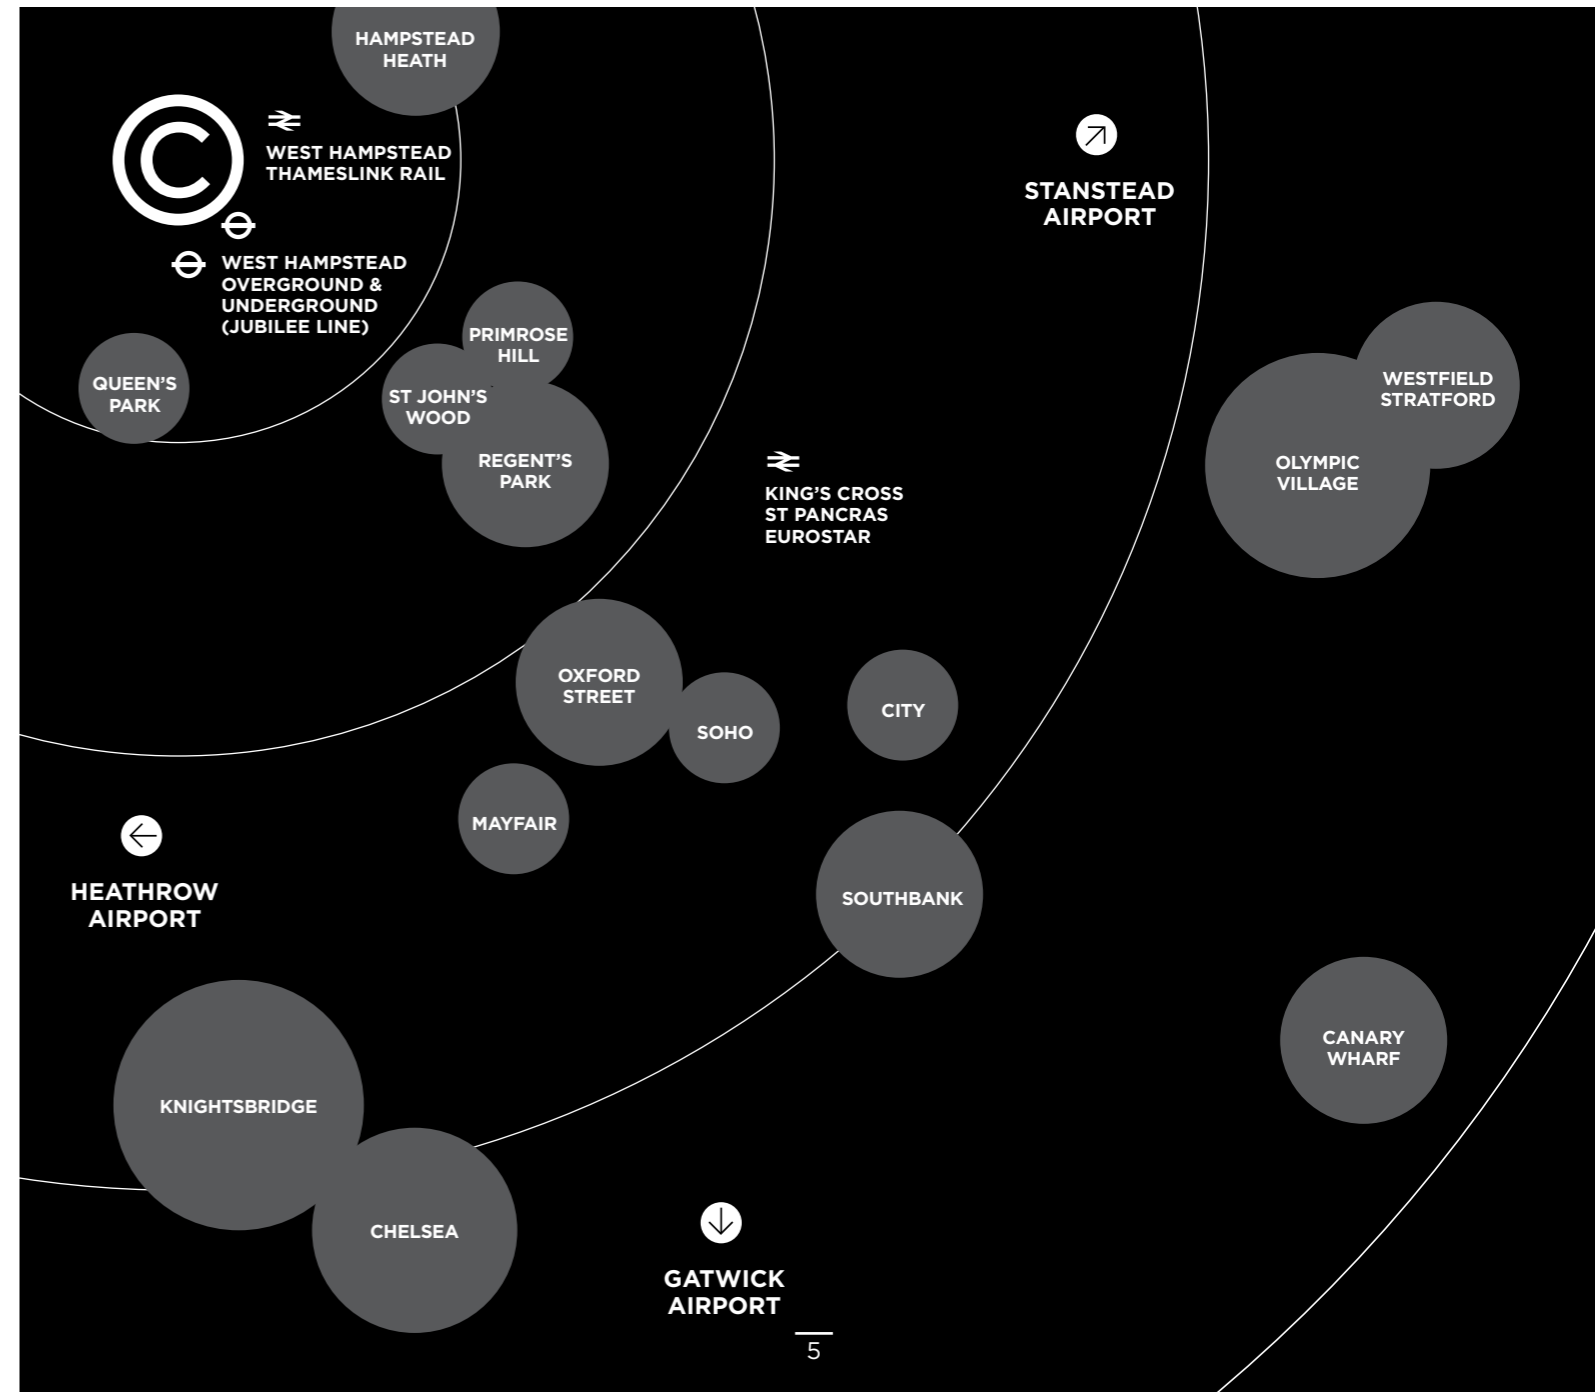 HAMPSTEAD
HEATH
C
WEST HAMPSTEAD
THAMESLINK RAIL
WEST HAMPSTEAD
OVERGROUND &
UNDERGROUND
(JUBILEE LINE)
STANSTEAD
AIRPORT
PRIMROSE
HILL
QUEEN'S
PARK
ST JOHN'S
WOOD
REGENT'S
PARK
WESTFIELD
STRATFORD
OLYMPIC
VILLAGE
KING'S CROSS
ST PANCRAS
EUROSTAR
OXFORD
STREET
SOHO
CITY
MAYFAIR
HEATHROW
AIRPORT
SOUTHBANK
CANARY
WHARF
KNIGHTSBRIDGE
CHELSEA
GATWICK
AIRPORT
5